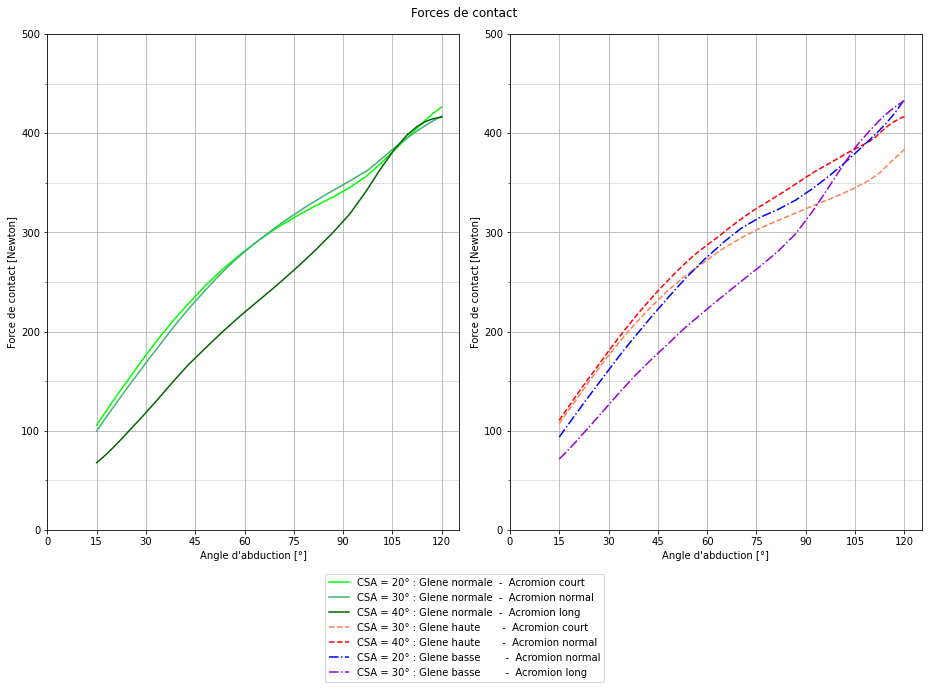 Forces de contact
Force de contact [Newton]
500
400
300
200
100
0
0 15 30 45 60 75 90 105 120
Angle d'abduction [°]
Force de contact [Newton]
500
400
300
200
100
0
0 15 30 45 60 75 90 105 120
Angle d'abduction [°]
CSA = 20° : Glene normale - Acromion court
CSA = 30° : Glene normale - Acromion normal
CSA = 40° : Glene normale - Acromion long
CSA = 30° : Glene haute - Acromion court
CSA = 40° : Glene haute - Acromion normal
CSA = 20° : Glene basse - Acromion normal
CSA = 30° : Glene basse - Acromion long